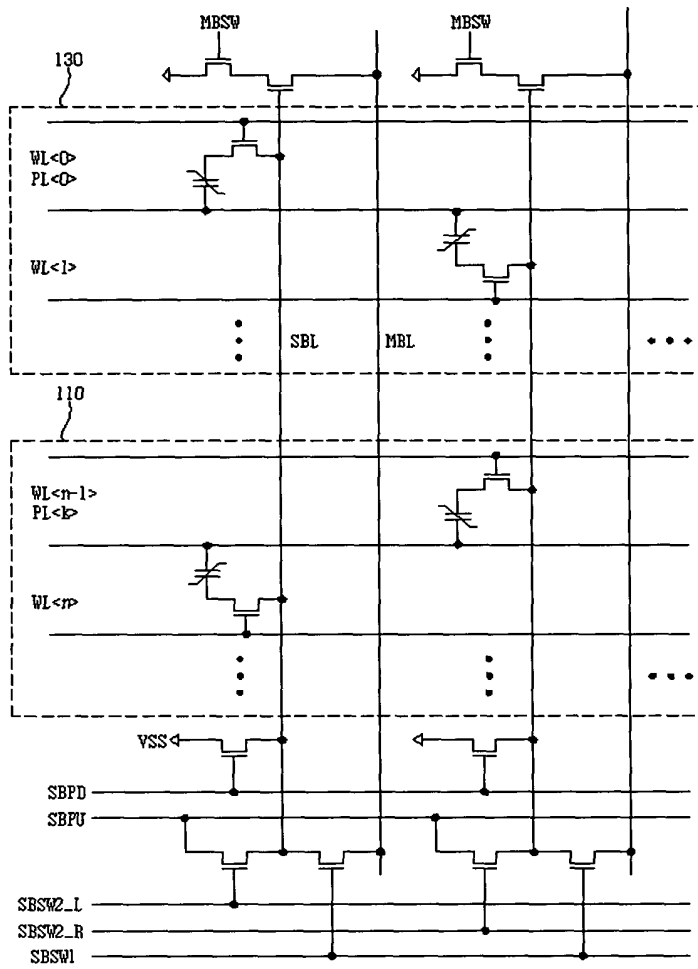 MBSW MBSW
130
WL<0>
PL<0>
WL<1>
SBL MBL
110
WL<n-1>
PL<k>
WL<n>
VSS
SBPD
SBPU
SBSW2_L
SBSW2_R
SBSW1